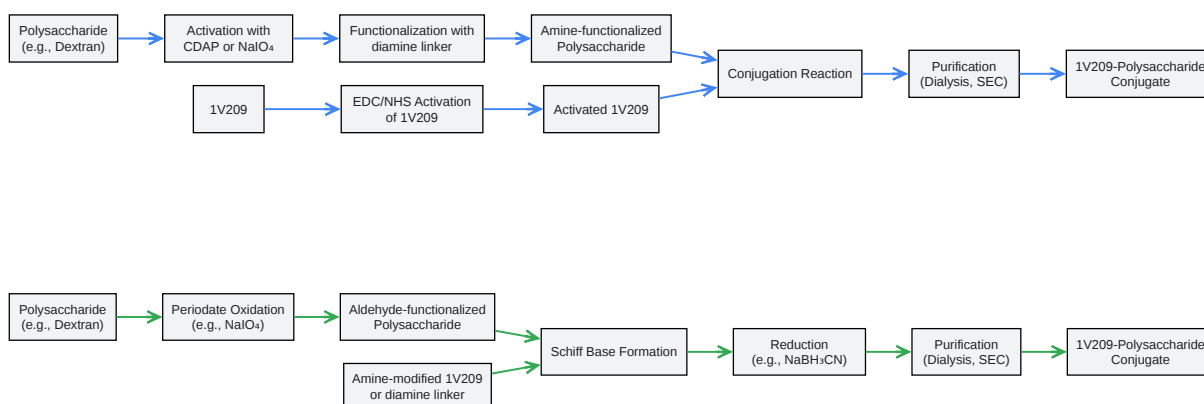 Polysaccharide
(e.g., Dextran)
Activation with
CDAP or NaIO₄
Functionalization with
diamine linker
Amine-functionalized
Polysaccharide
1V209
EDC/NHS Activation
of 1V209
Activated 1V209
Conjugation Reaction
Purification
(Dialysis, SEC)
1V209-Polysaccharide
Conjugate
Polysaccharide
(e.g., Dextran)
Periodate Oxidation
(e.g., NaIO₄)
Aldehyde-functionalized
Polysaccharide
Amine-modified 1V209
or diamine linker
Schiff Base Formation
Reduction
(e.g., NaBH₃CN)
Purification
(Dialysis, SEC)
1V209-Polysaccharide
Conjugate